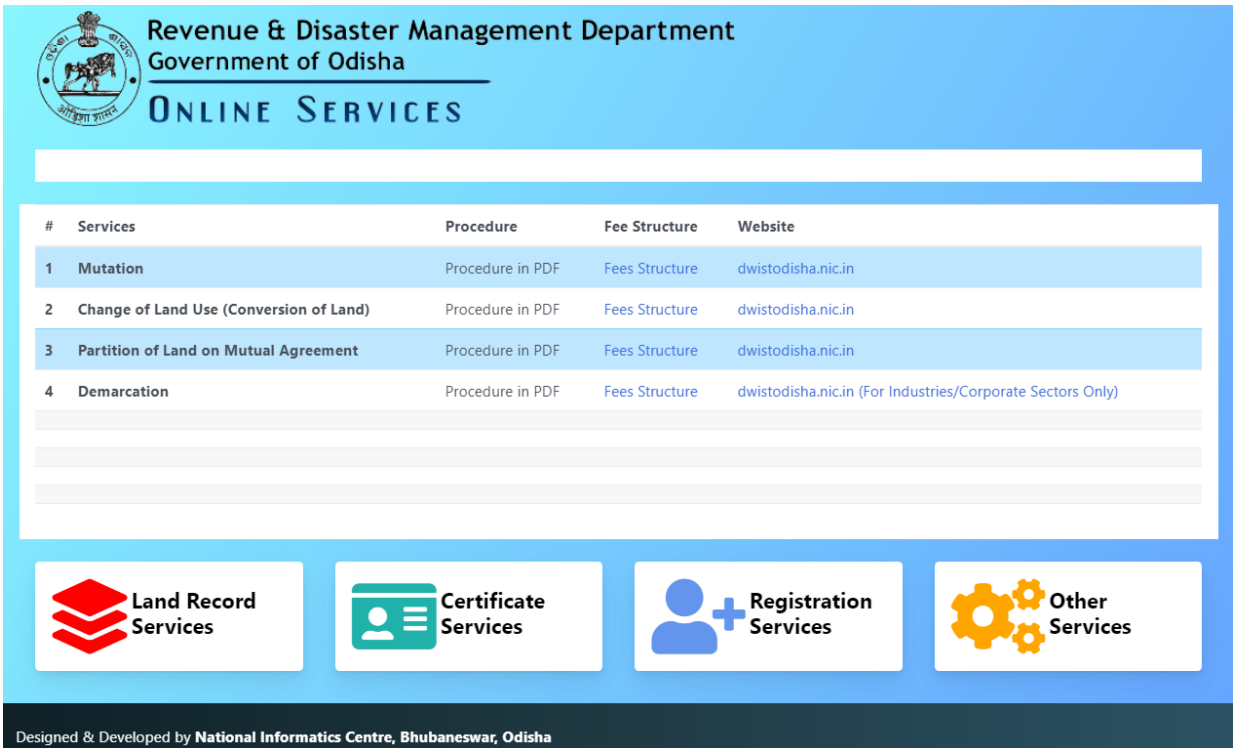 Revenue & Disaster Management Department
Government of Odisha
ONLINE SERVICES
# Services Procedure Fee Structure Website
1 Mutation Procedure in PDF Fees Structure dwistodisha.nic.in
2 Change of Land Use (Conversion of Land) Procedure in PDF Fees Structure dwistodisha.nic.in
3 Partition of Land on Mutual Agreement Procedure in PDF Fees Structure dwistodisha.nic.in
4 Demarcation Procedure in PDF Fees Structure dwistodisha.nic.in (For Industries/Corporate Sectors Only)
Land Record
Services
Certificate
Services
Registration
Services
Other
Services
Designed & Developed by National Informatics Centre, Bhubaneswar, Odisha